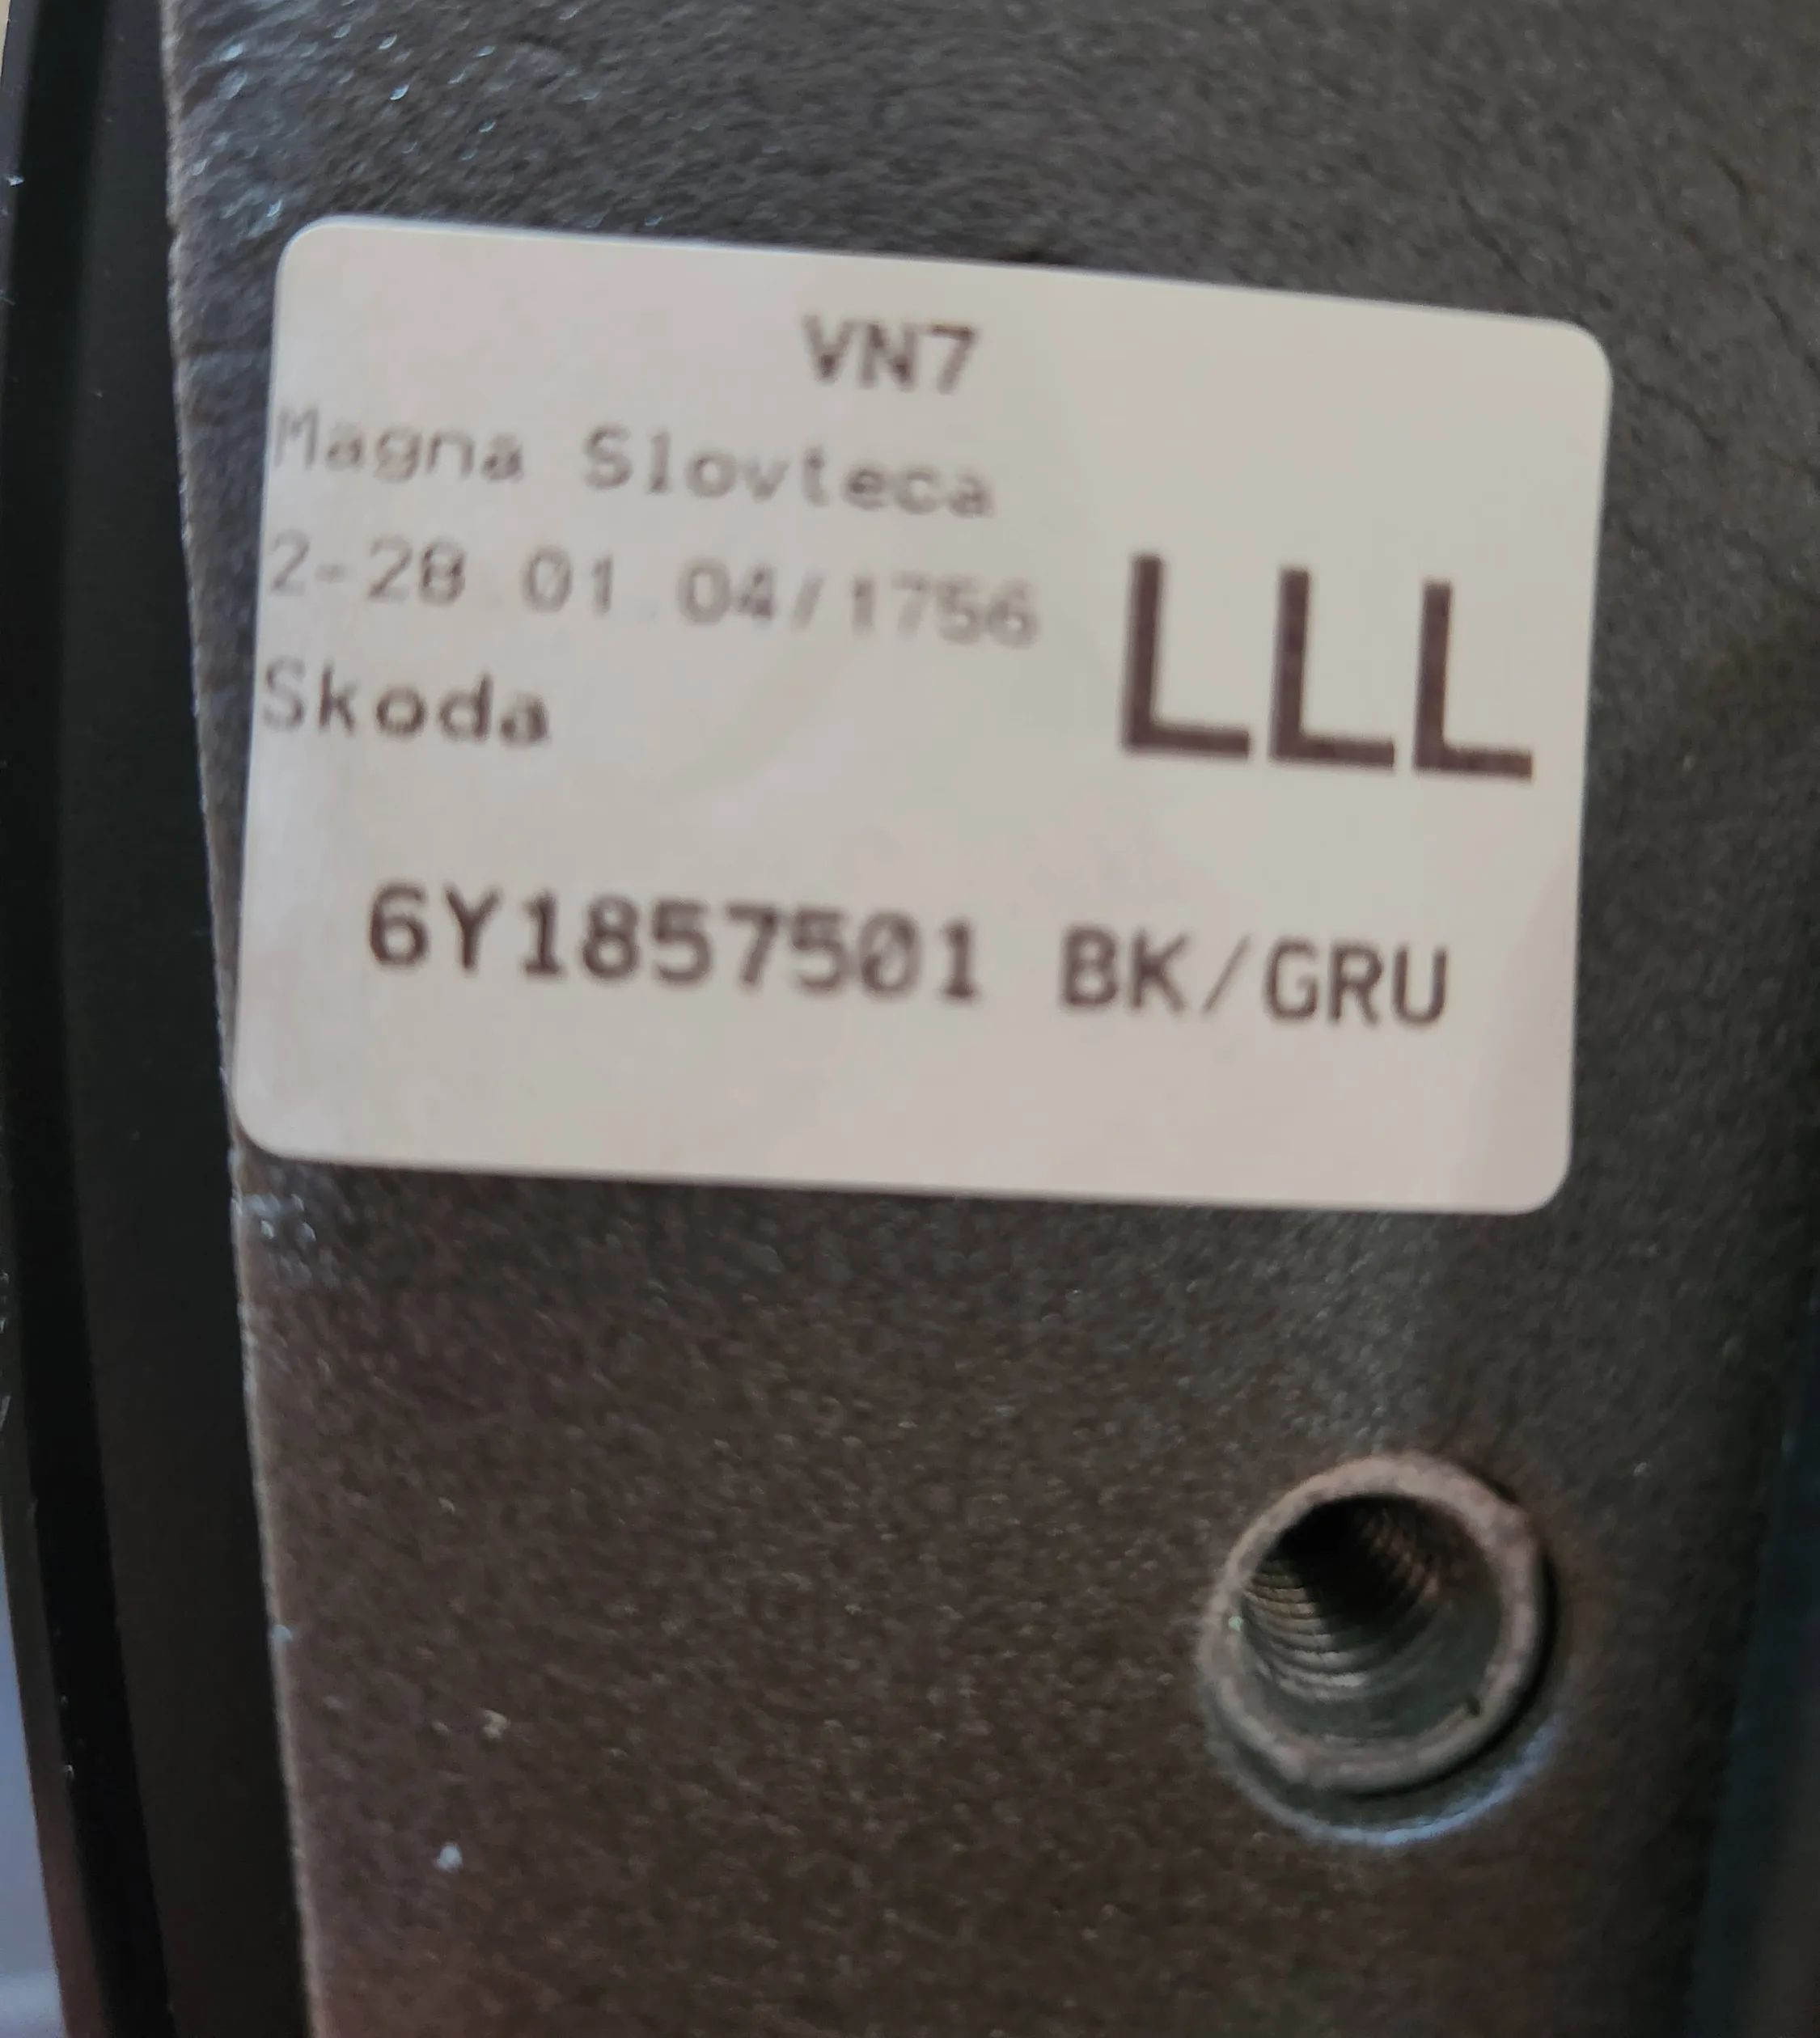 VN7
Magna Slovteca
2-28 01 04/1756
LLL
Skoda
6Y1857501 BK/GRU